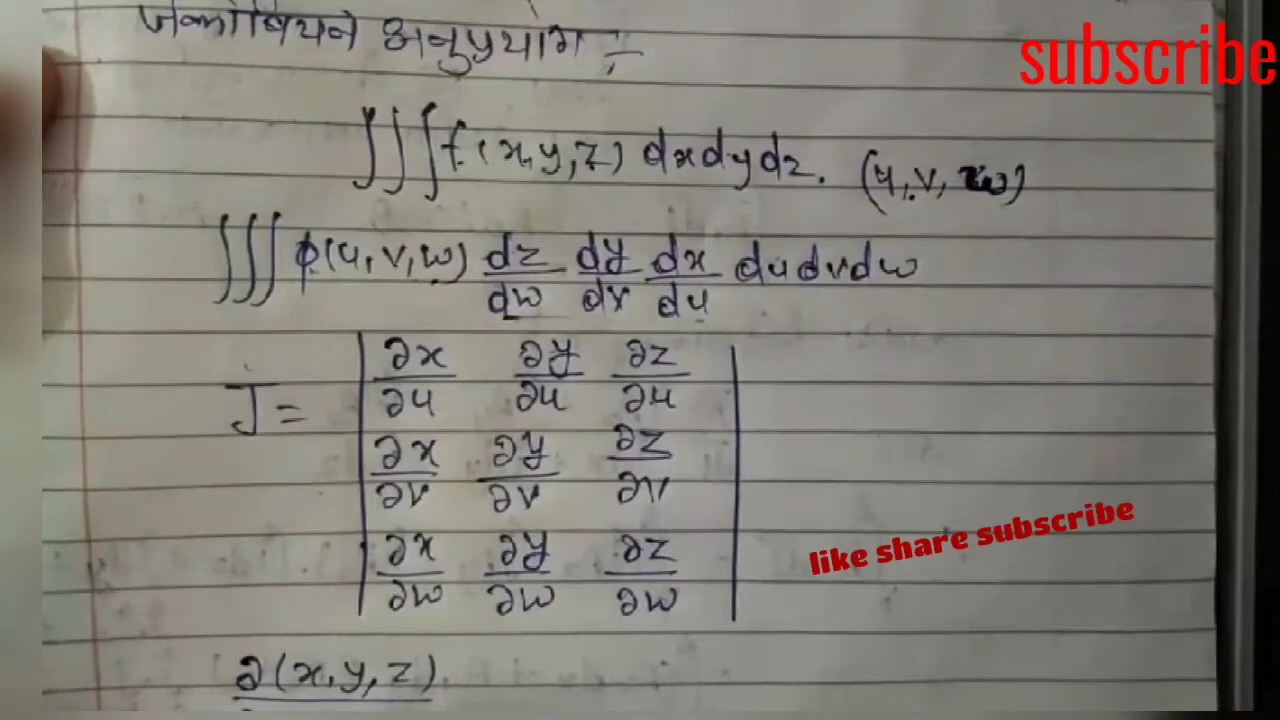 जकोबियन अनुप्रयोग ÷
subscribe
∫∫∫ f(x, y, z) dx dy dz. (u, v, w)
∫∫∫ ϕ(u, v, w) dz/dw dy/dv dx/du du dv dw
J = | ∂x/∂u ∂y/∂u ∂z/∂u |
| ∂x/∂v ∂y/∂v ∂z/∂v |
| ∂x/∂w ∂y/∂w ∂z/∂w |
like share subscribe
∂(x, y, z)